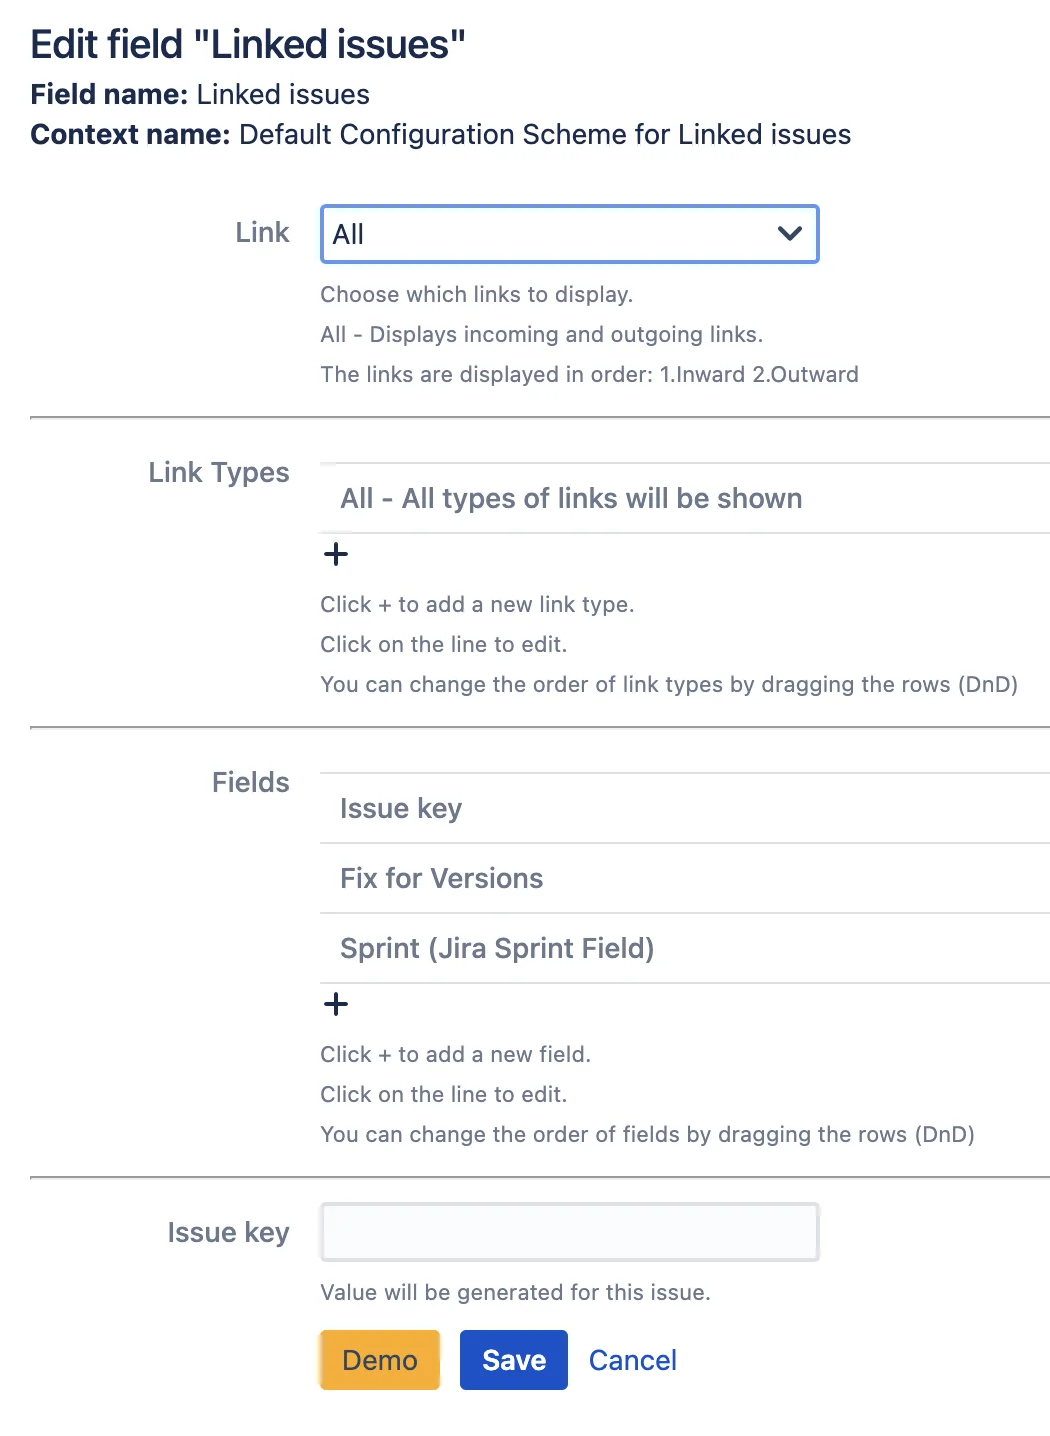 Edit field "Linked issues"
Field name: Linked issues
Context name: Default Configuration Scheme for Linked issues
Link
All
Choose which links to display.
All - Displays incoming and outgoing links.
The links are displayed in order: 1.Inward 2.Outward
Link Types
All - All types of links will be shown
+
Click + to add a new link type.
Click on the line to edit.
You can change the order of link types by dragging the rows (DnD)
Fields
Issue key
Fix for Versions
Sprint (Jira Sprint Field)
+
Click + to add a new field.
Click on the line to edit.
You can change the order of fields by dragging the rows (DnD)
Issue key
Value will be generated for this issue.
Demo Save Cancel